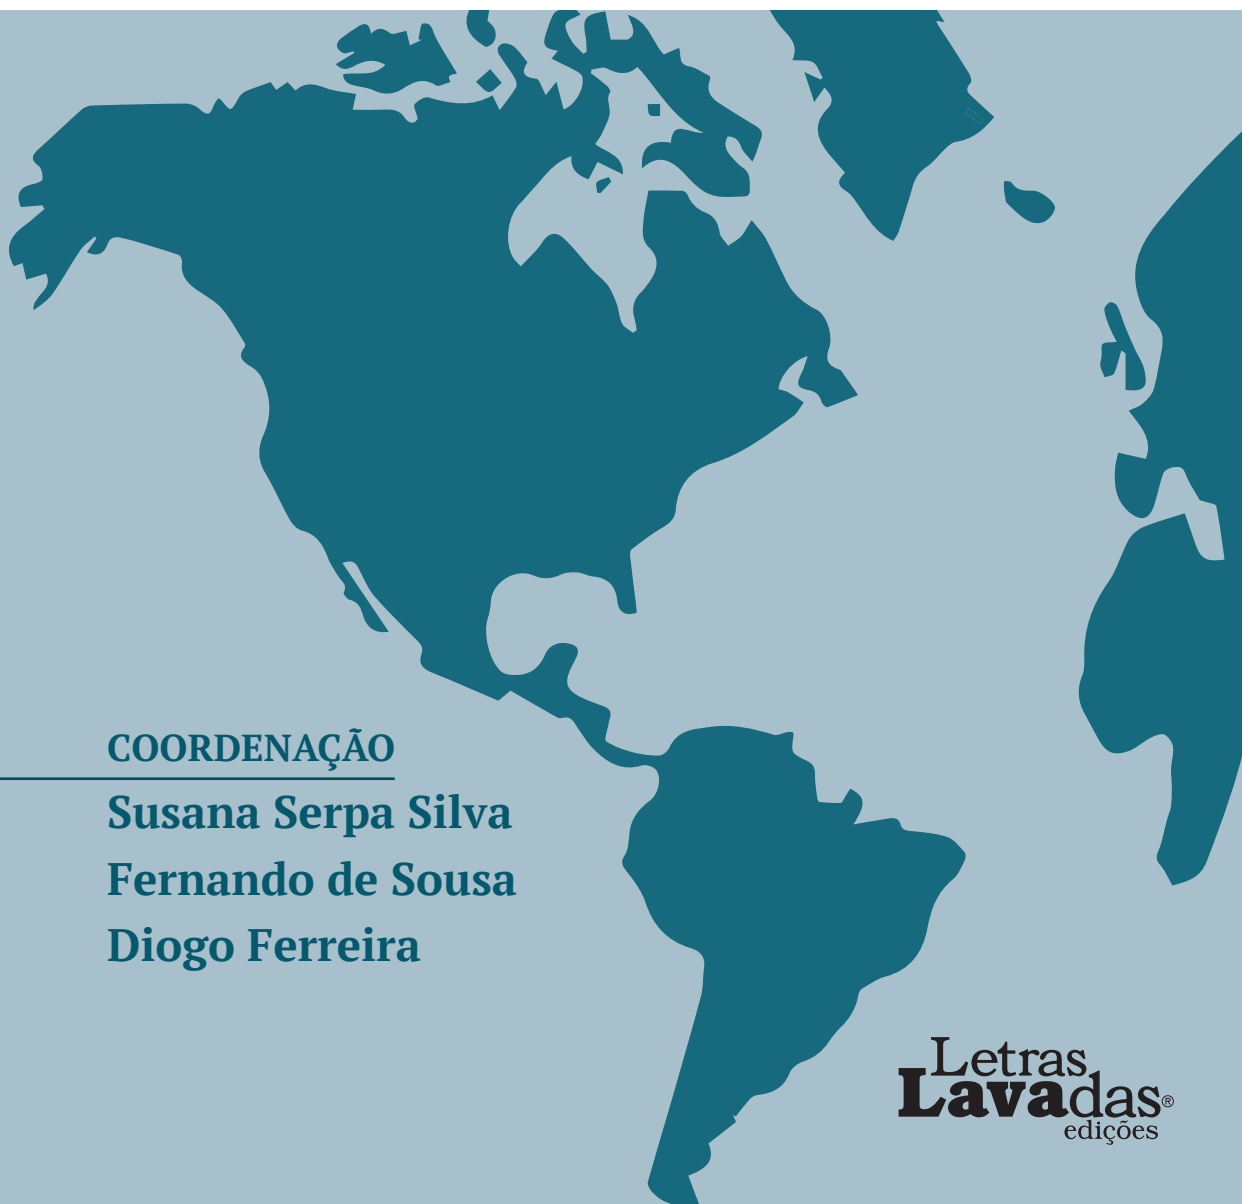 COORDENAÇÃO
Susana Serpa Silva
Fernando de Sousa
Diogo Ferreira
Letras
Lavadas®
edições